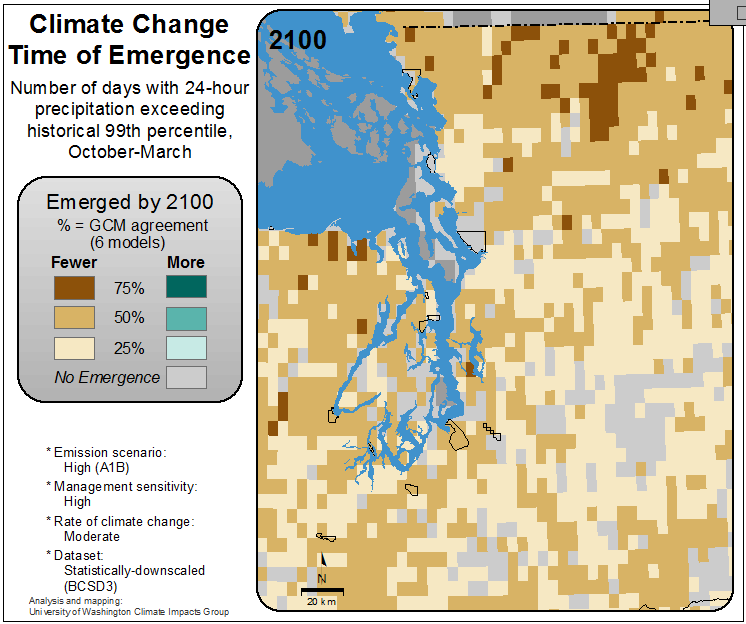 Climate Change
Time of Emergence
Number of days with 24-hour
precipitation exceeding
historical 99th percentile,
October-March
Emerged by 2100
% = GCM agreement
(6 models)
Fewer More
75%
50%
25%
No Emergence
* Emission scenario:
High (A1B)
* Management sensitivity:
High
* Rate of climate change:
Moderate
* Dataset:
Statistically-downscaled
(BCSD3)
Analysis and mapping:
University of Washington Climate Impacts Group
2100
N
20 km